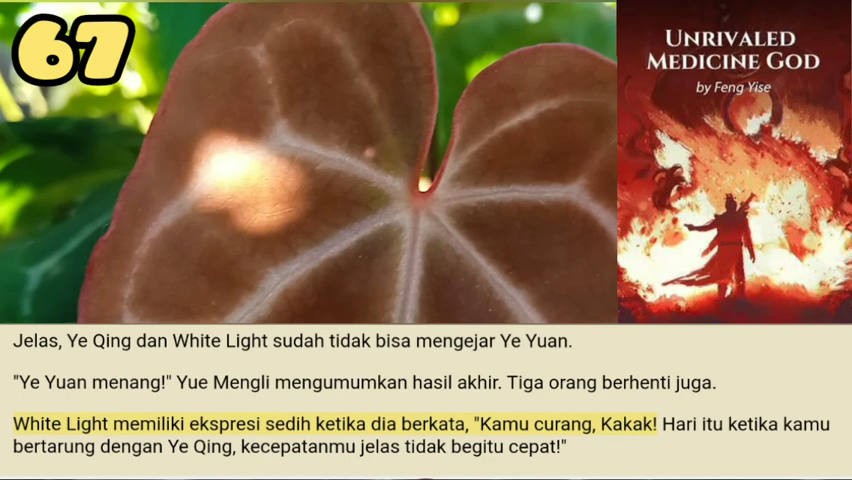 67
UNRIVALED
MEDICINE GOD
by Feng Yise
Jelas, Ye Qing dan White Light sudah tidak bisa mengejar Ye Yuan.
"Ye Yuan menang!" Yue Mengli mengumumkan hasil akhir. Tiga orang berhenti juga.
White Light memiliki ekspresi sedih ketika dia berkata, "Kamu curang, Kakak! Hari itu ketika kamu
bertarung dengan Ye Qing, kecepatanmu jelas tidak begitu cepat!"